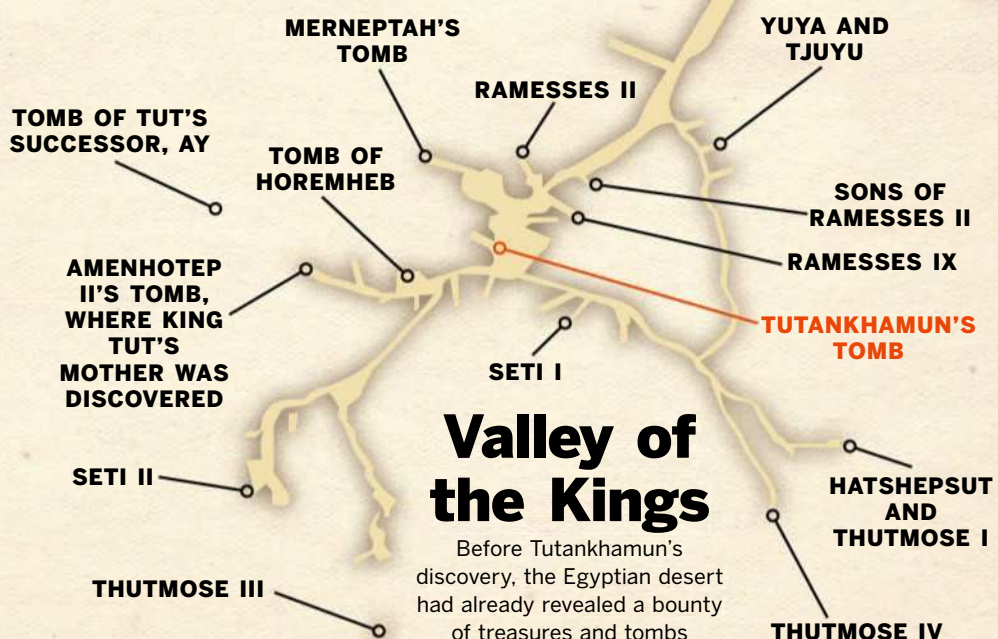 MERNEPTAH'S
TOMB
YUYA AND
TJUYU
RAMESSES II
TOMB OF TUT'S
SUCCESSOR, AY
TOMB OF
HOREMHEB
SONS OF
RAMESSES II
RAMESSES IX
AMENHOTEP
II'S TOMB,
WHERE KING
TUT'S
MOTHER WAS
DISCOVERED
TUTANKHAMUN'S
TOMB
SETI I
Valley of
the Kings
Before Tutankhamun's
discovery, the Egyptian desert
had already revealed a bounty
of treasures and tombs
SETI II
HATSHEPSUT
AND
THUTMOSE I
THUTMOSE III
THUTMOSE IV